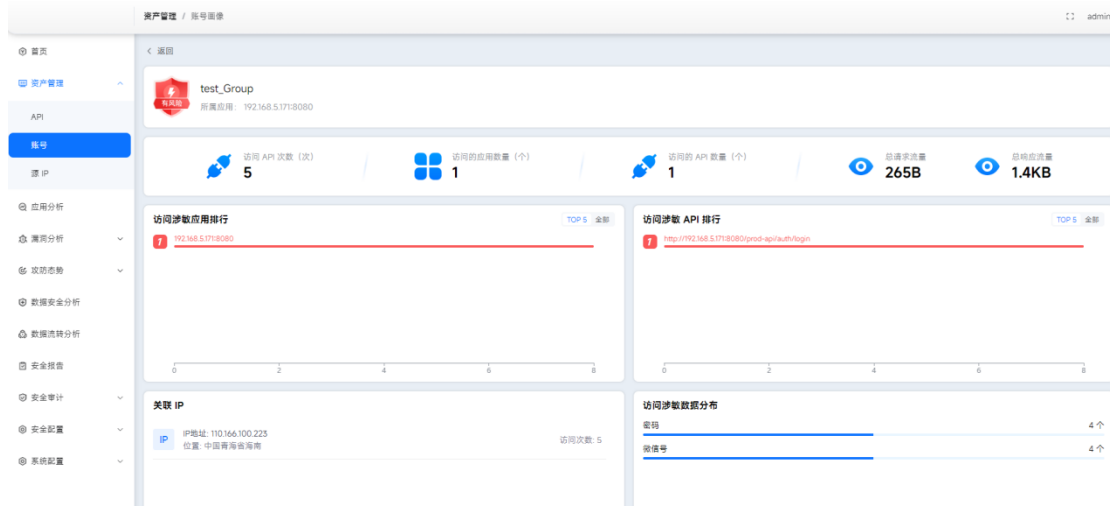 资产管理 / 账号画像
admin
首页
资产管理
API
账号
源 IP
应用分析
漏洞分析
攻防态势
数据安全分析
数据流转分析
安全报告
安全审计
安全配置
系统配置
返回
有风险
test_Group
所属应用： 192.168.5.171:8080
访问 API 次数（次）
5
访问的应用数量（个）
1
访问的 API 数量（个）
1
总请求流量
265B
总响应流量
1.4KB
访问涉敏应用排行
TOP 5 全部
1 192.168.5.171:8080
0 2 4 6 8
访问涉敏 API 排行
TOP 5 全部
1 http://192.168.5.171:8080/prod-api/auth/login
0 2 4 6 8
关联 IP
IP
IP地址: 110.166.100.223
位置: 中国青海省海南
访问次数: 5
访问涉敏数据分布
密码 4 个
微信号 4 个